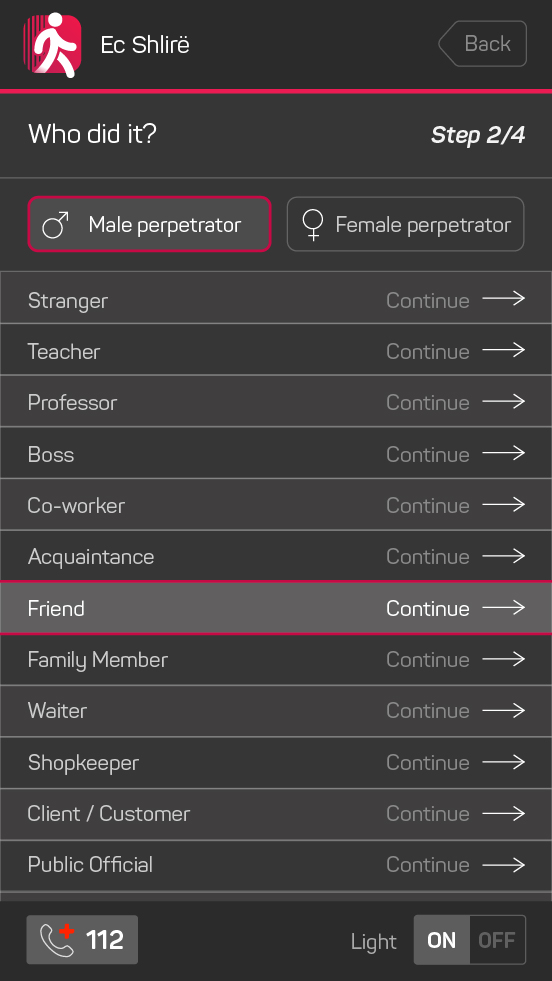 Ec Shlirë
Back
Who did it?
Step 2/4
Male perpetrator
Female perpetrator
Stranger Continue
Teacher Continue
Professor Continue
Boss Continue
Co-worker Continue
Acquaintance Continue
Friend Continue
Family Member Continue
Waiter Continue
Shopkeeper Continue
Client / Customer Continue
Public Official Continue
112
Light ON OFF